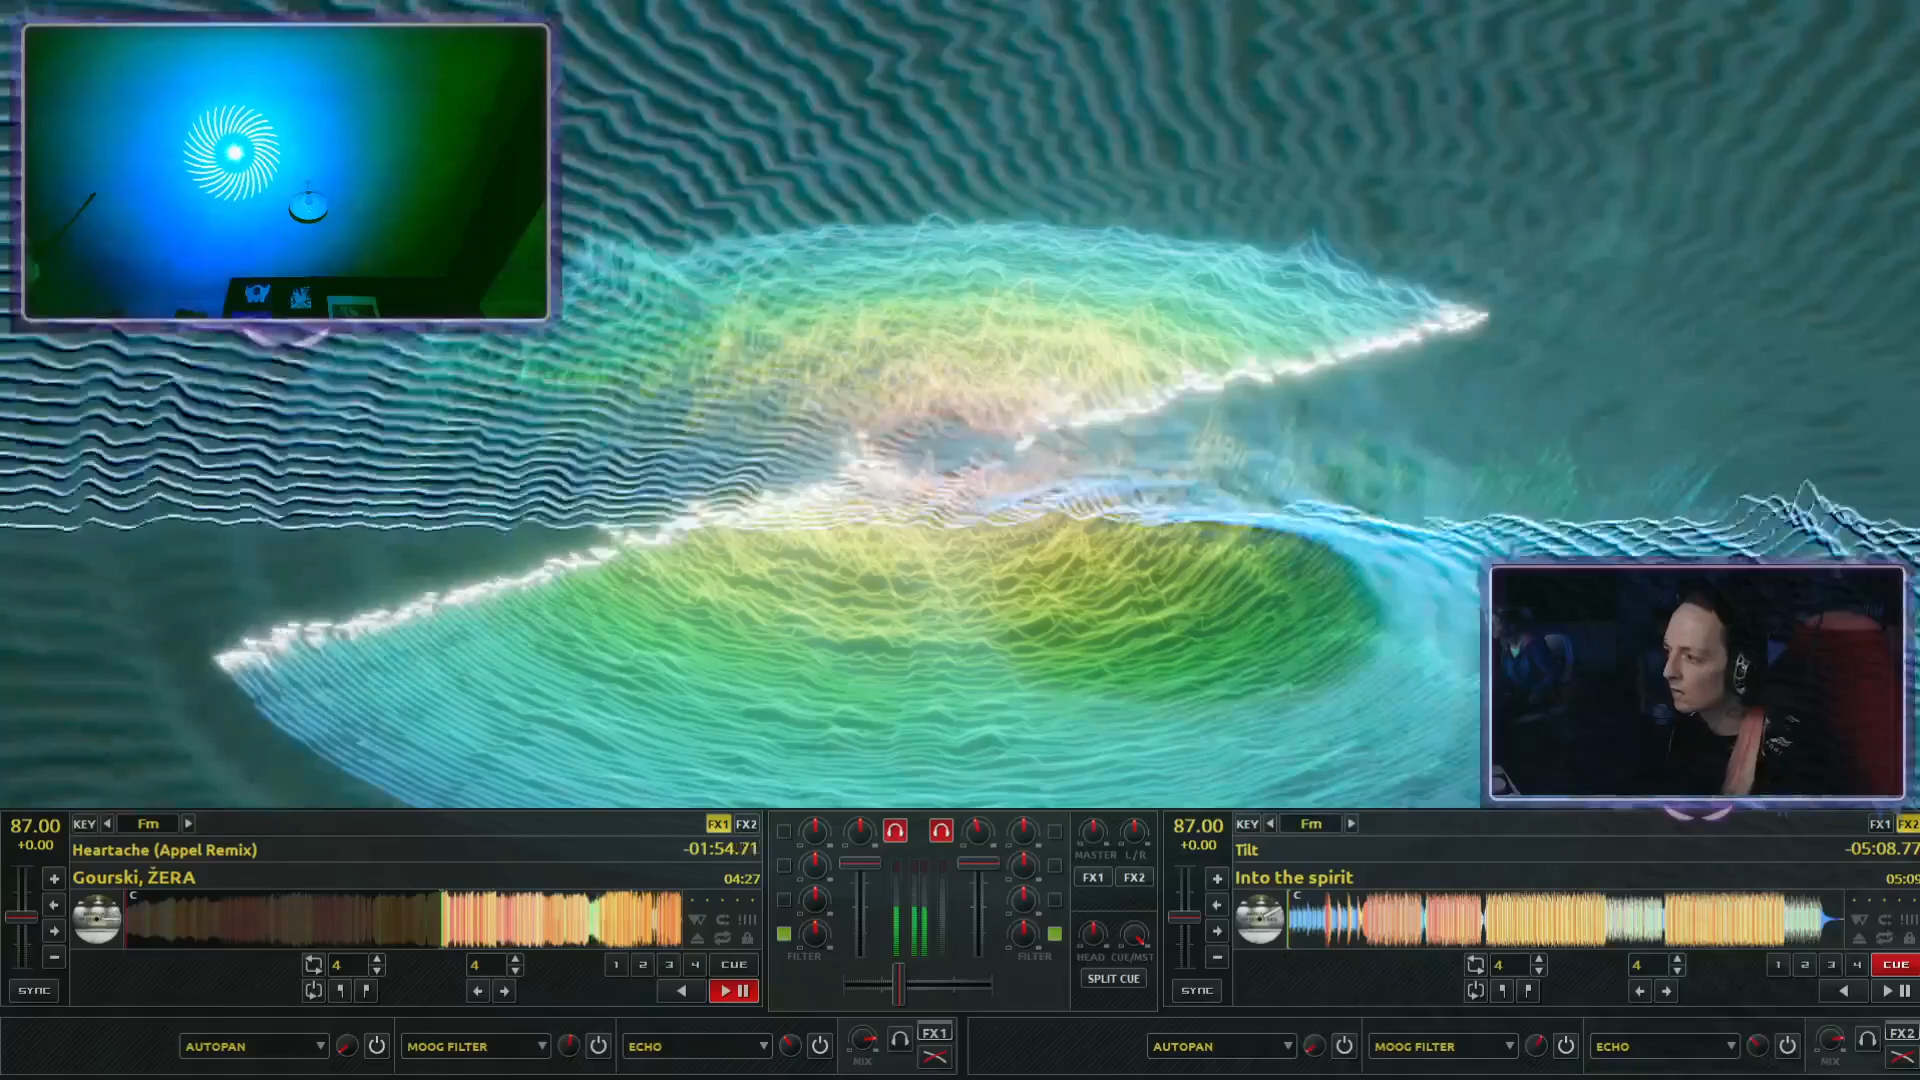 87.00
+0.00
KEY Fm
FX1 FX2
Heartache (Appel Remix)
-01:54.71
Gourski, ŽERA
04:27
C
4
4
1 2 3 4 CUE
SYNC
FILTER
FILTER
MASTER L/R
FX1 FX2
HEAD CUE/MST
SPLIT CUE
87.00
+0.00
KEY Fm
FX1 FX2
Tilt
-05:08.77
Into the spirit
05:09
C
4
4
1 2 3 4 CUE
SYNC
AUTOPAN
MOOG FILTER
ECHO
MIX
FX1
AUTOPAN
MOOG FILTER
ECHO
MIX
FX2